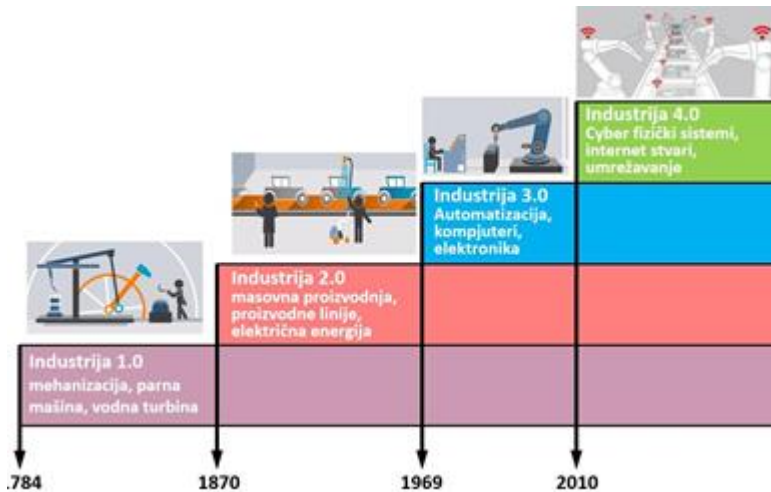 Industrija 4.0
Cyber fizički sistemi,
internet stvari,
umrežavanje
Industrija 3.0
Automatizacija,
kompjuteri,
elektronika
Industrija 2.0
masovna proizvodnja,
proizvodne linije,
električna energija
Industrija 1.0
mehanizacija, parna
mašina, vodna turbina
.784 1870 1969 2010